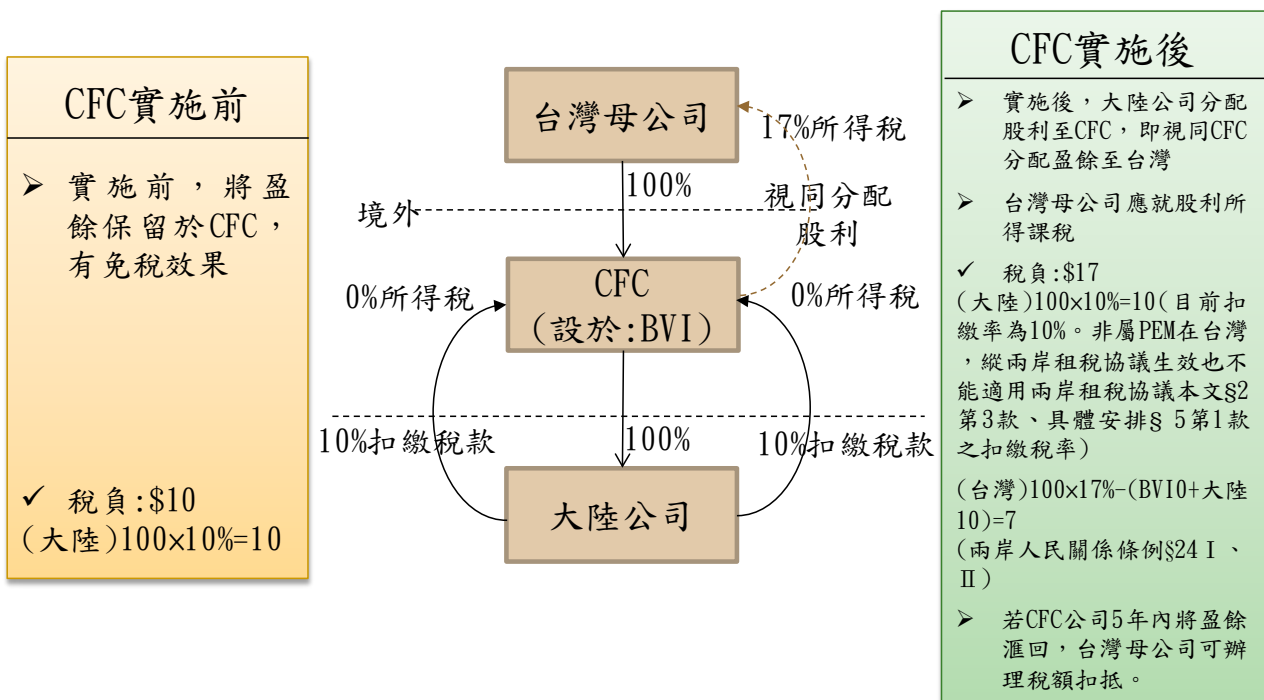 CFC實施前
➢ 實施前，將盈
餘保留於CFC，
有免稅效果
✓ 稅負:$10
(大陸)100×10%=10
台灣母公司
17%所得稅
100%
境外
視同分配
股利
0%所得稅
CFC
(設於:BVI)
0%所得稅
10%扣繳稅款
100%
10%扣繳稅款
大陸公司
CFC實施後
➢ 實施後，大陸公司分配
股利至CFC，即視同CFC
分配盈餘至台灣
➢ 台灣母公司應就股利所
得課稅
✓ 稅負:$17
(大陸)100×10%=10(目前扣
繳率為10%。非屬PEM在台灣
，縱兩岸租稅協議生效也不
能適用兩岸租稅協議本文§2
第3款、具體安排§ 5第1款
之扣繳稅率)
(台灣)100×17%-(BVI0+大陸
10)=7
(兩岸人民關係條例§24Ⅰ、
Ⅱ)
➢ 若CFC公司5年內將盈餘
滙回，台灣母公司可辦
理稅額扣抵。